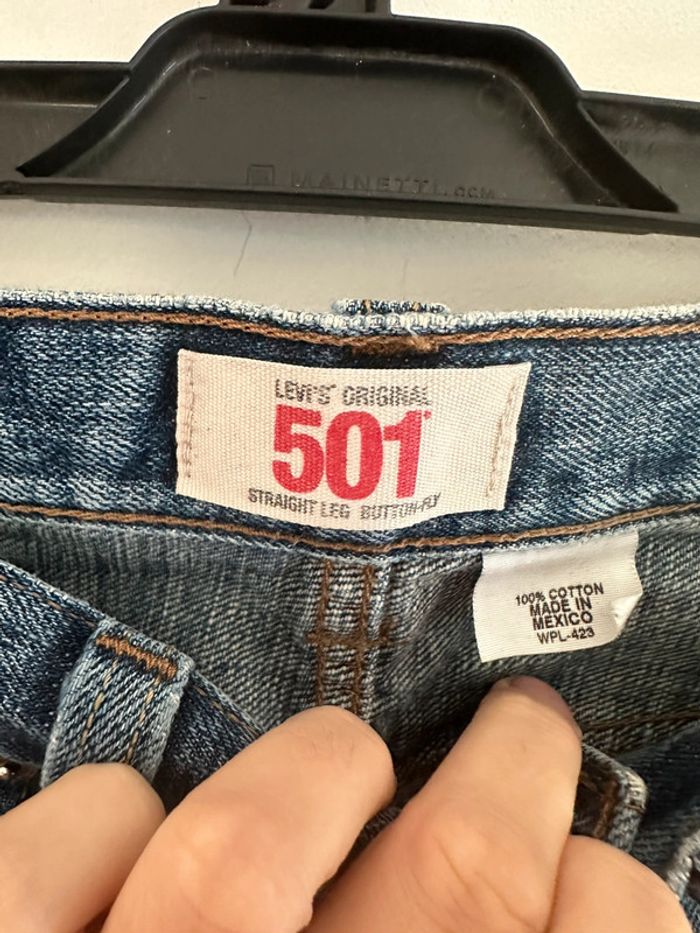 MAINETTI.COM
LEVI'S® ORIGINAL
501®
STRAIGHT LEG BUTTON-FLY
100% COTTON
MADE IN
MEXICO
WPL-423